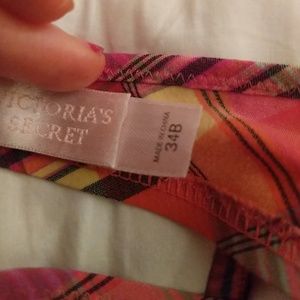 VICTORIA'S
SECRET
MADE IN CHINA
34B